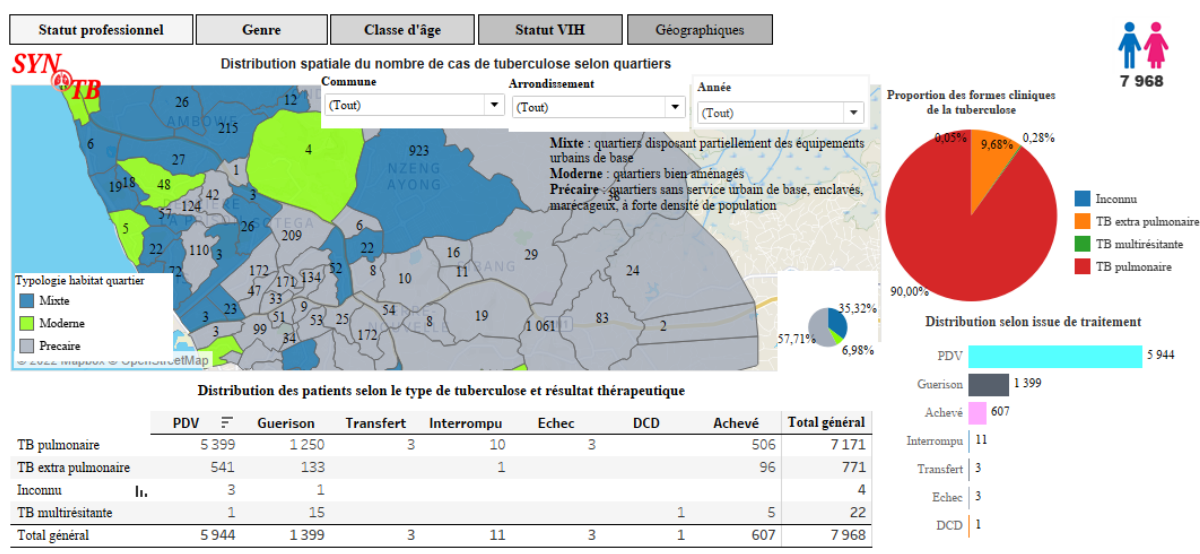 Statut professionnel
Genre
Classe d'âge
Statut VIH
Géographiques
SYN
TB
Distribution spatiale du nombre de cas de tuberculose selon quartiers
7 968
Commune
(Tout)
Arrondissement
(Tout)
Année
(Tout)
Mixte : quartiers disposant partiellement des équipements
urbains de base
Moderne : quartiers bien aménagés
Précaire : quartiers sans service urbain de base, enclavés,
marécageux, à forte densité de population
26
12
215
6
27
4
923
NZENG
AYONG
1
1918
48
42
3
124
57
5
26
209
6
36
22
110
3
22
16
29
72
172
171
134
52
8
10
11
24
47
33
9
3
23
51
53
25
54
8
19
1 061
83
2
3
99
34
172
Typologie habitat quartier
Mixte
Moderne
Precaire
© 2022 Mapbox © OpenStreetMap
35,32%
57,71%
6,98%
Proportion des formes cliniques
de la tuberculose
0,05%
9,68%
0,28%
90,00%
Inconnu
TB extra pulmonaire
TB multirésitante
TB pulmonaire
Distribution selon issue de traitement
PDV 5 944
Guerison 1 399
Achevé 607
Interrompu 11
Transfert 3
Echec 3
DCD 1
Distribution des patients selon le type de tuberculose et résultat thérapeutique
PDV Guerison Transfert Interrompu Echec DCD Achevé Total général
TB pulmonaire 5 399 1 250 3 10 3 506 7 171
TB extra pulmonaire 541 133 1 96 771
Inconnu 3 1 4
TB multirésitante 1 15 1 5 22
Total général 5 944 1 399 3 11 3 1 607 7 968